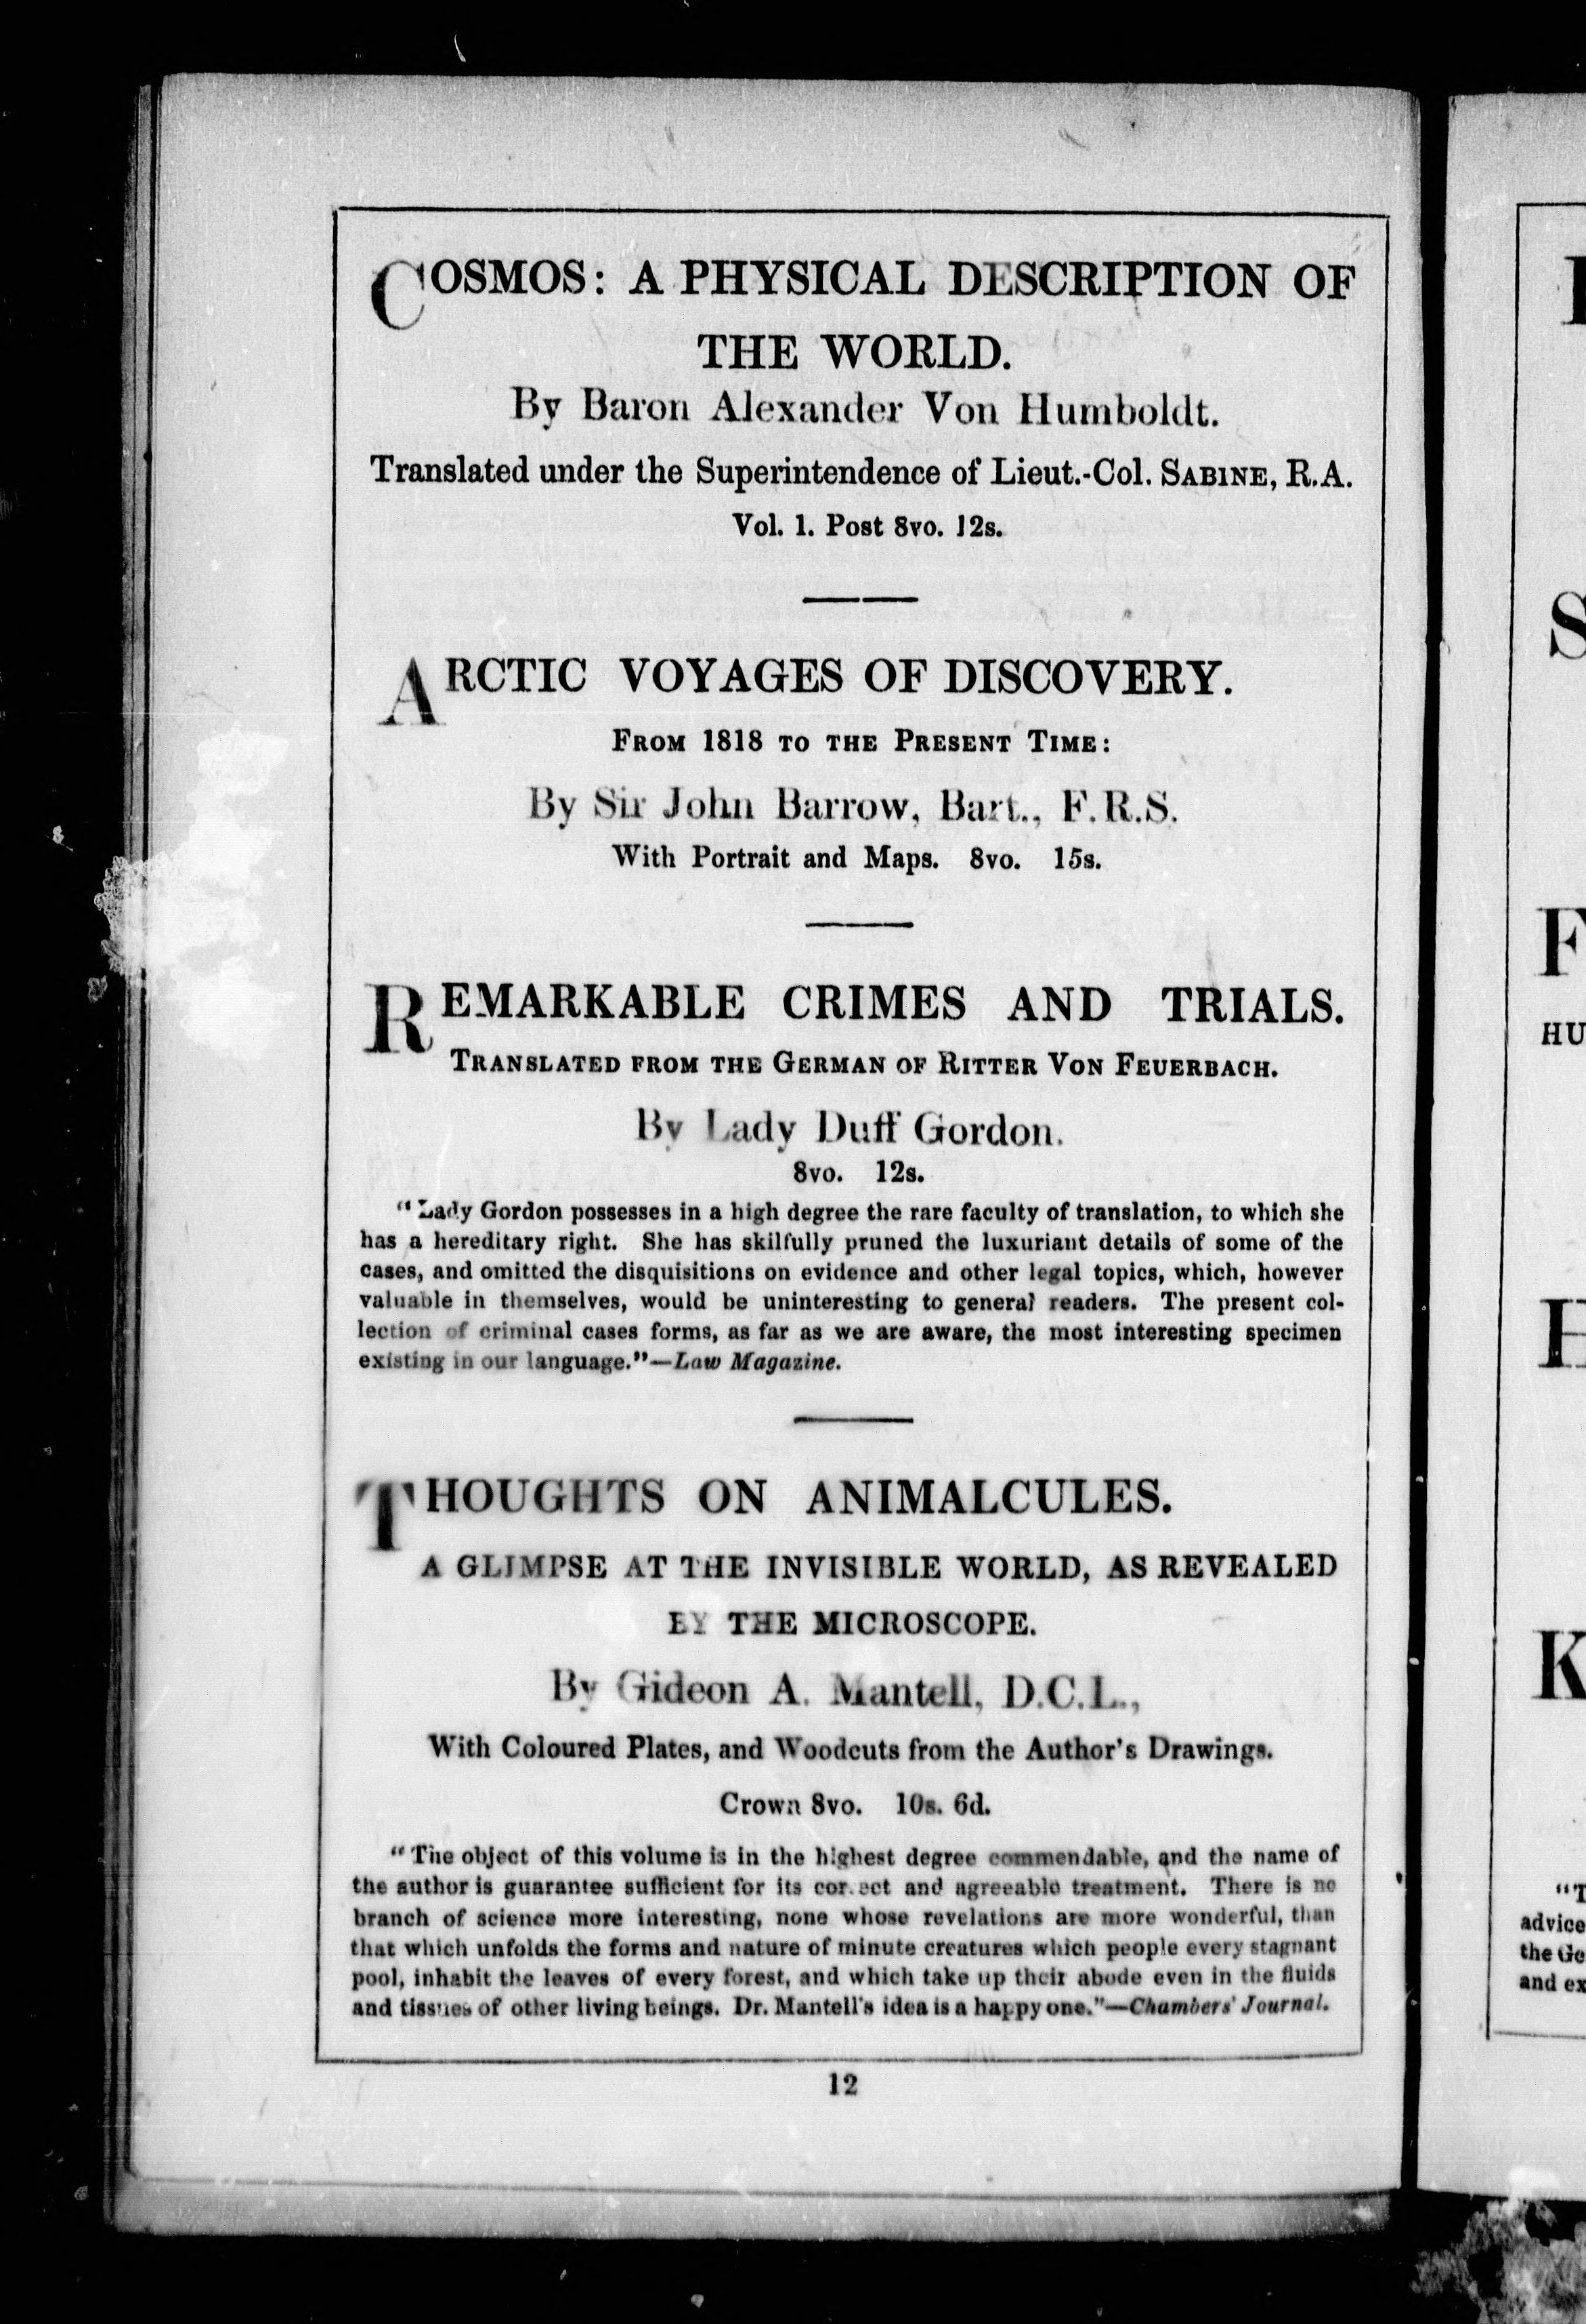 COSMOS: A PHYSICAL DESCRIPTION OF
THE WORLD.
By Baron Alexander Von Humboldt.
Translated under the Superintendence of Lieut.-Col. SABINE, R.A.
Vol. 1. Post 8vo. 12s.
ARCTIC VOYAGES OF DISCOVERY.
FROM 1818 TO THE PRESENT TIME:
By Sir John Barrow, Bart., F.R.S.
With Portrait and Maps. 8vo. 15s.
REMARKABLE CRIMES AND TRIALS.
TRANSLATED FROM THE GERMAN OF RITTER VON FEUERBACH.
By Lady Duff Gordon.
8vo. 12s.
"Lady Gordon possesses in a high degree the rare faculty of translation, to which she
has a hereditary right. She has skilfully pruned the luxuriant details of some of the
cases, and omitted the disquisitions on evidence and other legal topics, which, however
valuable in themselves, would be uninteresting to general readers. The present col-
lection of criminal cases forms, as far as we are aware, the most interesting specimen
existing in our language."—Law Magazine.
THOUGHTS ON ANIMALCULES.
A GLIMPSE AT THE INVISIBLE WORLD, AS REVEALED
BY THE MICROSCOPE.
By Gideon A. Mantell, D.C.L.,
With Coloured Plates, and Woodcuts from the Author's Drawings.
Crown 8vo. 10s. 6d.
"The object of this volume is in the highest degree commendable, and the name of
the author is guarantee sufficient for its correct and agreeable treatment. There is no
branch of science more interesting, none whose revelations are more wonderful, than
that which unfolds the forms and nature of minute creatures which people every stagnant
pool, inhabit the leaves of every forest, and which take up their abode even in the fluids
and tissues of other living beings. Dr. Mantell's idea is a happy one."—Chambers' Journal.
12
S
F
HU
H
K
"T
advice
the Ge
and ex